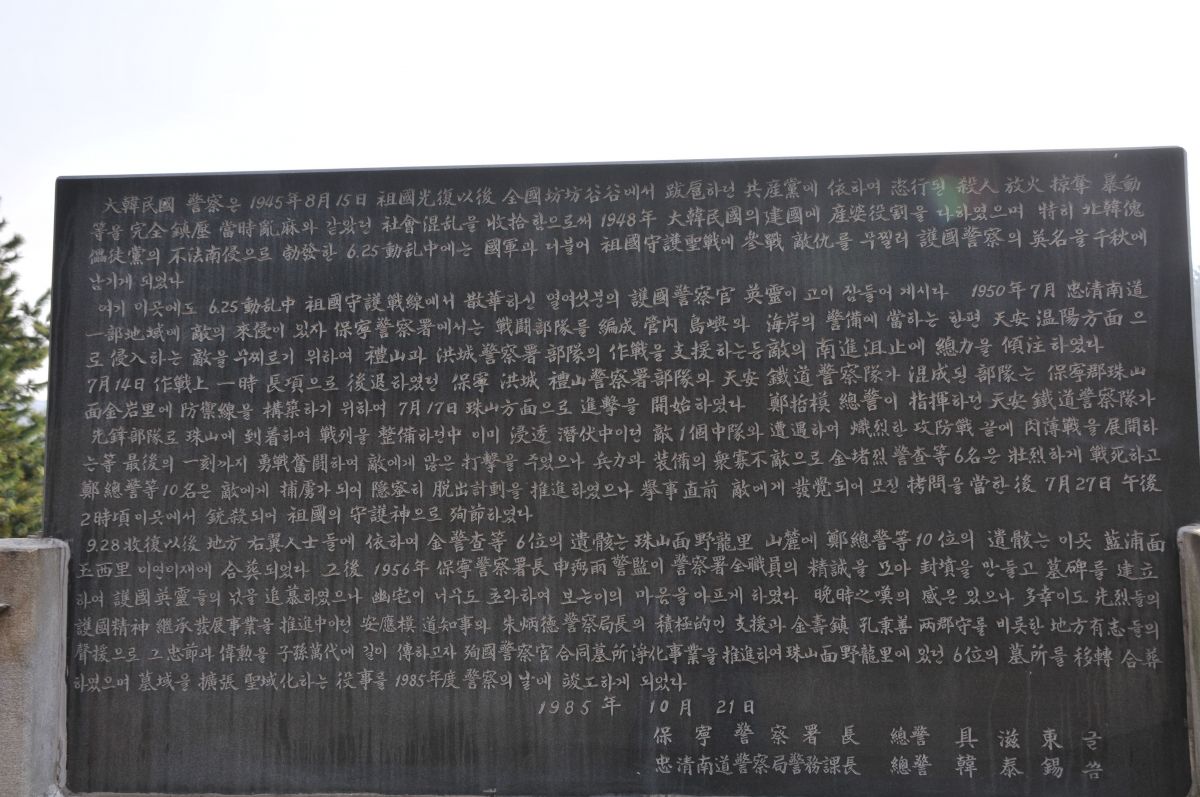 大韓民國 警察은 1945年8月15日 祖國光復以後 全國坊坊谷谷에서 跋扈하던 共産黨에 依하여 恣行된 殺人 放火 掠奪 暴動
等을 完全 鎮壓 當時亂麻와 같았던 社會混乱을 收拾함으로써 1948年 大韓民國의 建國에 産婆役割을 다하였으며 特히 北韓傀
儡徒黨의 不法南侵으로 勃發한 6.25動乱中에는 國軍과 더불어 祖國守護聖戰에 參戰 敵仇를 무찔러 護國警察의 英名을 千秋에
남기게 되였다
여기 이곳에도 6.25動乱中 祖國守護戰線에서 散華하신 열여섯분의 護國警察官 英靈이 고이 잠들어 계시다 1950年7月 忠清南道
一部地域에 敵의 來侵이 있자 保寧警察署에서는 戰闘部隊를 編成 管内 島嶼와 海岸의 警備에 當하는 한편 天安 温陽方面 으
로 侵入하는 敵을 무찌르기 위하여 禮山과 洪城警察署部隊의 作戰을 支援하는등 敵의 南進沮止에 總力을 傾注하였다
7月14日 作戰上 一時 長項으로 後退하였던 保寧 洪城 禮山警察署部隊와 天安 鐵道警察隊가 混成된 部隊는 保寧郡珠山
面金岩里에 防禦線을 構築하기 위하여 7月17日 珠山方面으로 進擊을 開始하였다 鄭哲模 總警이 指揮하던 天安 鐵道警察隊가
先鋒部隊로 珠山에 到着하여 戰列을 整備하던中 이미 浸透 潛伏中이던 敵1個中隊와 遭遇하여 熾烈한 攻防戰 끝에 肉薄戰을 展開하
는等 最後의 一刻까지 勇戰奮闘하여 敵에게 많은 打擊을 주었으나 兵力과 装備의 衆寡不敵으로 金堵烈 警查等 6名은 壯烈하게 戰死하고
鄭總警等10名은 敵에게 捕虜가 되어 隱密히 脱出計劃을 推進하였으나 擧事直前 敵에게 發覺되어 모진 拷問을 當한 後 7月27日 午後
2時頃 이곳에서 銃殺되어 祖國의 守護神으로 殉節하였다
9.28 收復以後 地方 右翼人士들에 依하여 金警查等 6位의 遺骸는 珠山面野龍里 山麓에 鄭總警等10位의 遺骸는 이곳 藍浦面
玉西里 이연이재에 合葬되었다 그後 1956年 保寧警察署長 申雨 警監이 警察署全職員의 精誠을 모아 封墳을 만들고 墓碑를 建立
하여 護國英靈들의 넋을 追慕하였으나 幽宅이 너무도 초라하여 보는이의 마음을 아프게 하였다 晚時之嘆의 感은 있으나 多幸이도 先烈들의
護國精神 継承發展事業을 推進中이던 安應模 道知事와 朱炳德 警察局長의 積極的인 支援과 金壽鎮 孔東善 兩郡守를 비롯한 地方有志들의
聲援으로 그 忠節과 偉勲을 子孫萬代에 길이 傳하고자 殉國警察官 合同墓所淨化事業을 推進하여 珠山面野龍里에 있던 6位의 墓所를 移轉 合葬
하였으며 墓域을 擴張 聖域化하는 役事를 1985年度 警察의 날에 竣工하게 되였다
1985年 10月 21日
保寧警察署長 總警 具滋東 글
忠清南道警察局警務課長 總警 韓泰錫 씀